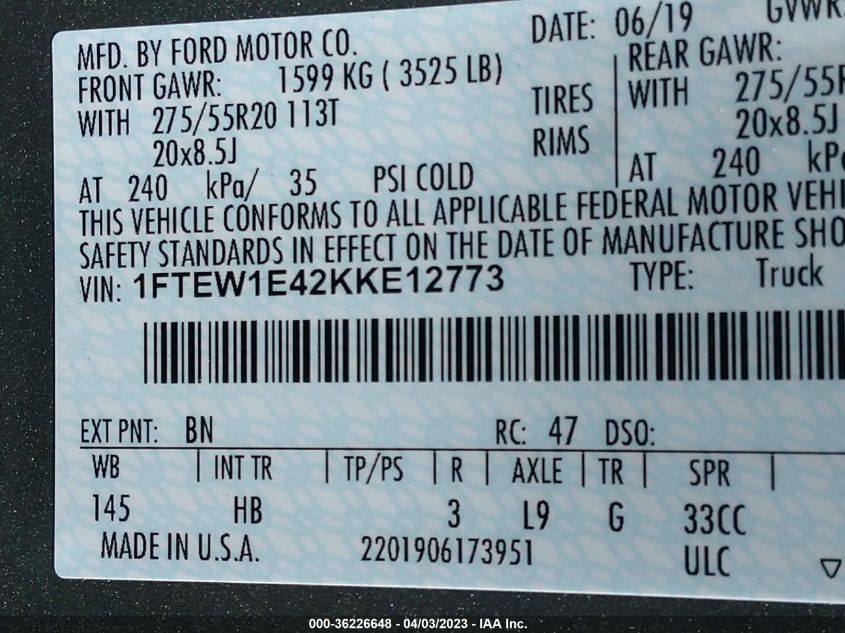 MFD. BY FORD MOTOR CO. DATE: 06/19 GVWR:
FRONT GAWR: 1599 KG ( 3525 LB) REAR GAWR:
WITH 275/55R20 113T TIRES WITH 275/55R
20x8.5J RIMS 20x8.5J
AT 240 kPa/ 35 PSI COLD AT 240 kPa
THIS VEHICLE CONFORMS TO ALL APPLICABLE FEDERAL MOTOR VEHI
SAFETY STANDARDS IN EFFECT ON THE DATE OF MANUFACTURE SHO
VIN: 1FTEW1E42KKE12773 TYPE: Truck
EXT PNT: BN RC: 47 DSO:
WB INT TR TP/PS R AXLE TR SPR
145 HB 3 L9 G 33CC
MADE IN U.S.A. 2201906173951 ULC
000-36226648 - 04/03/2023 - IAA Inc.